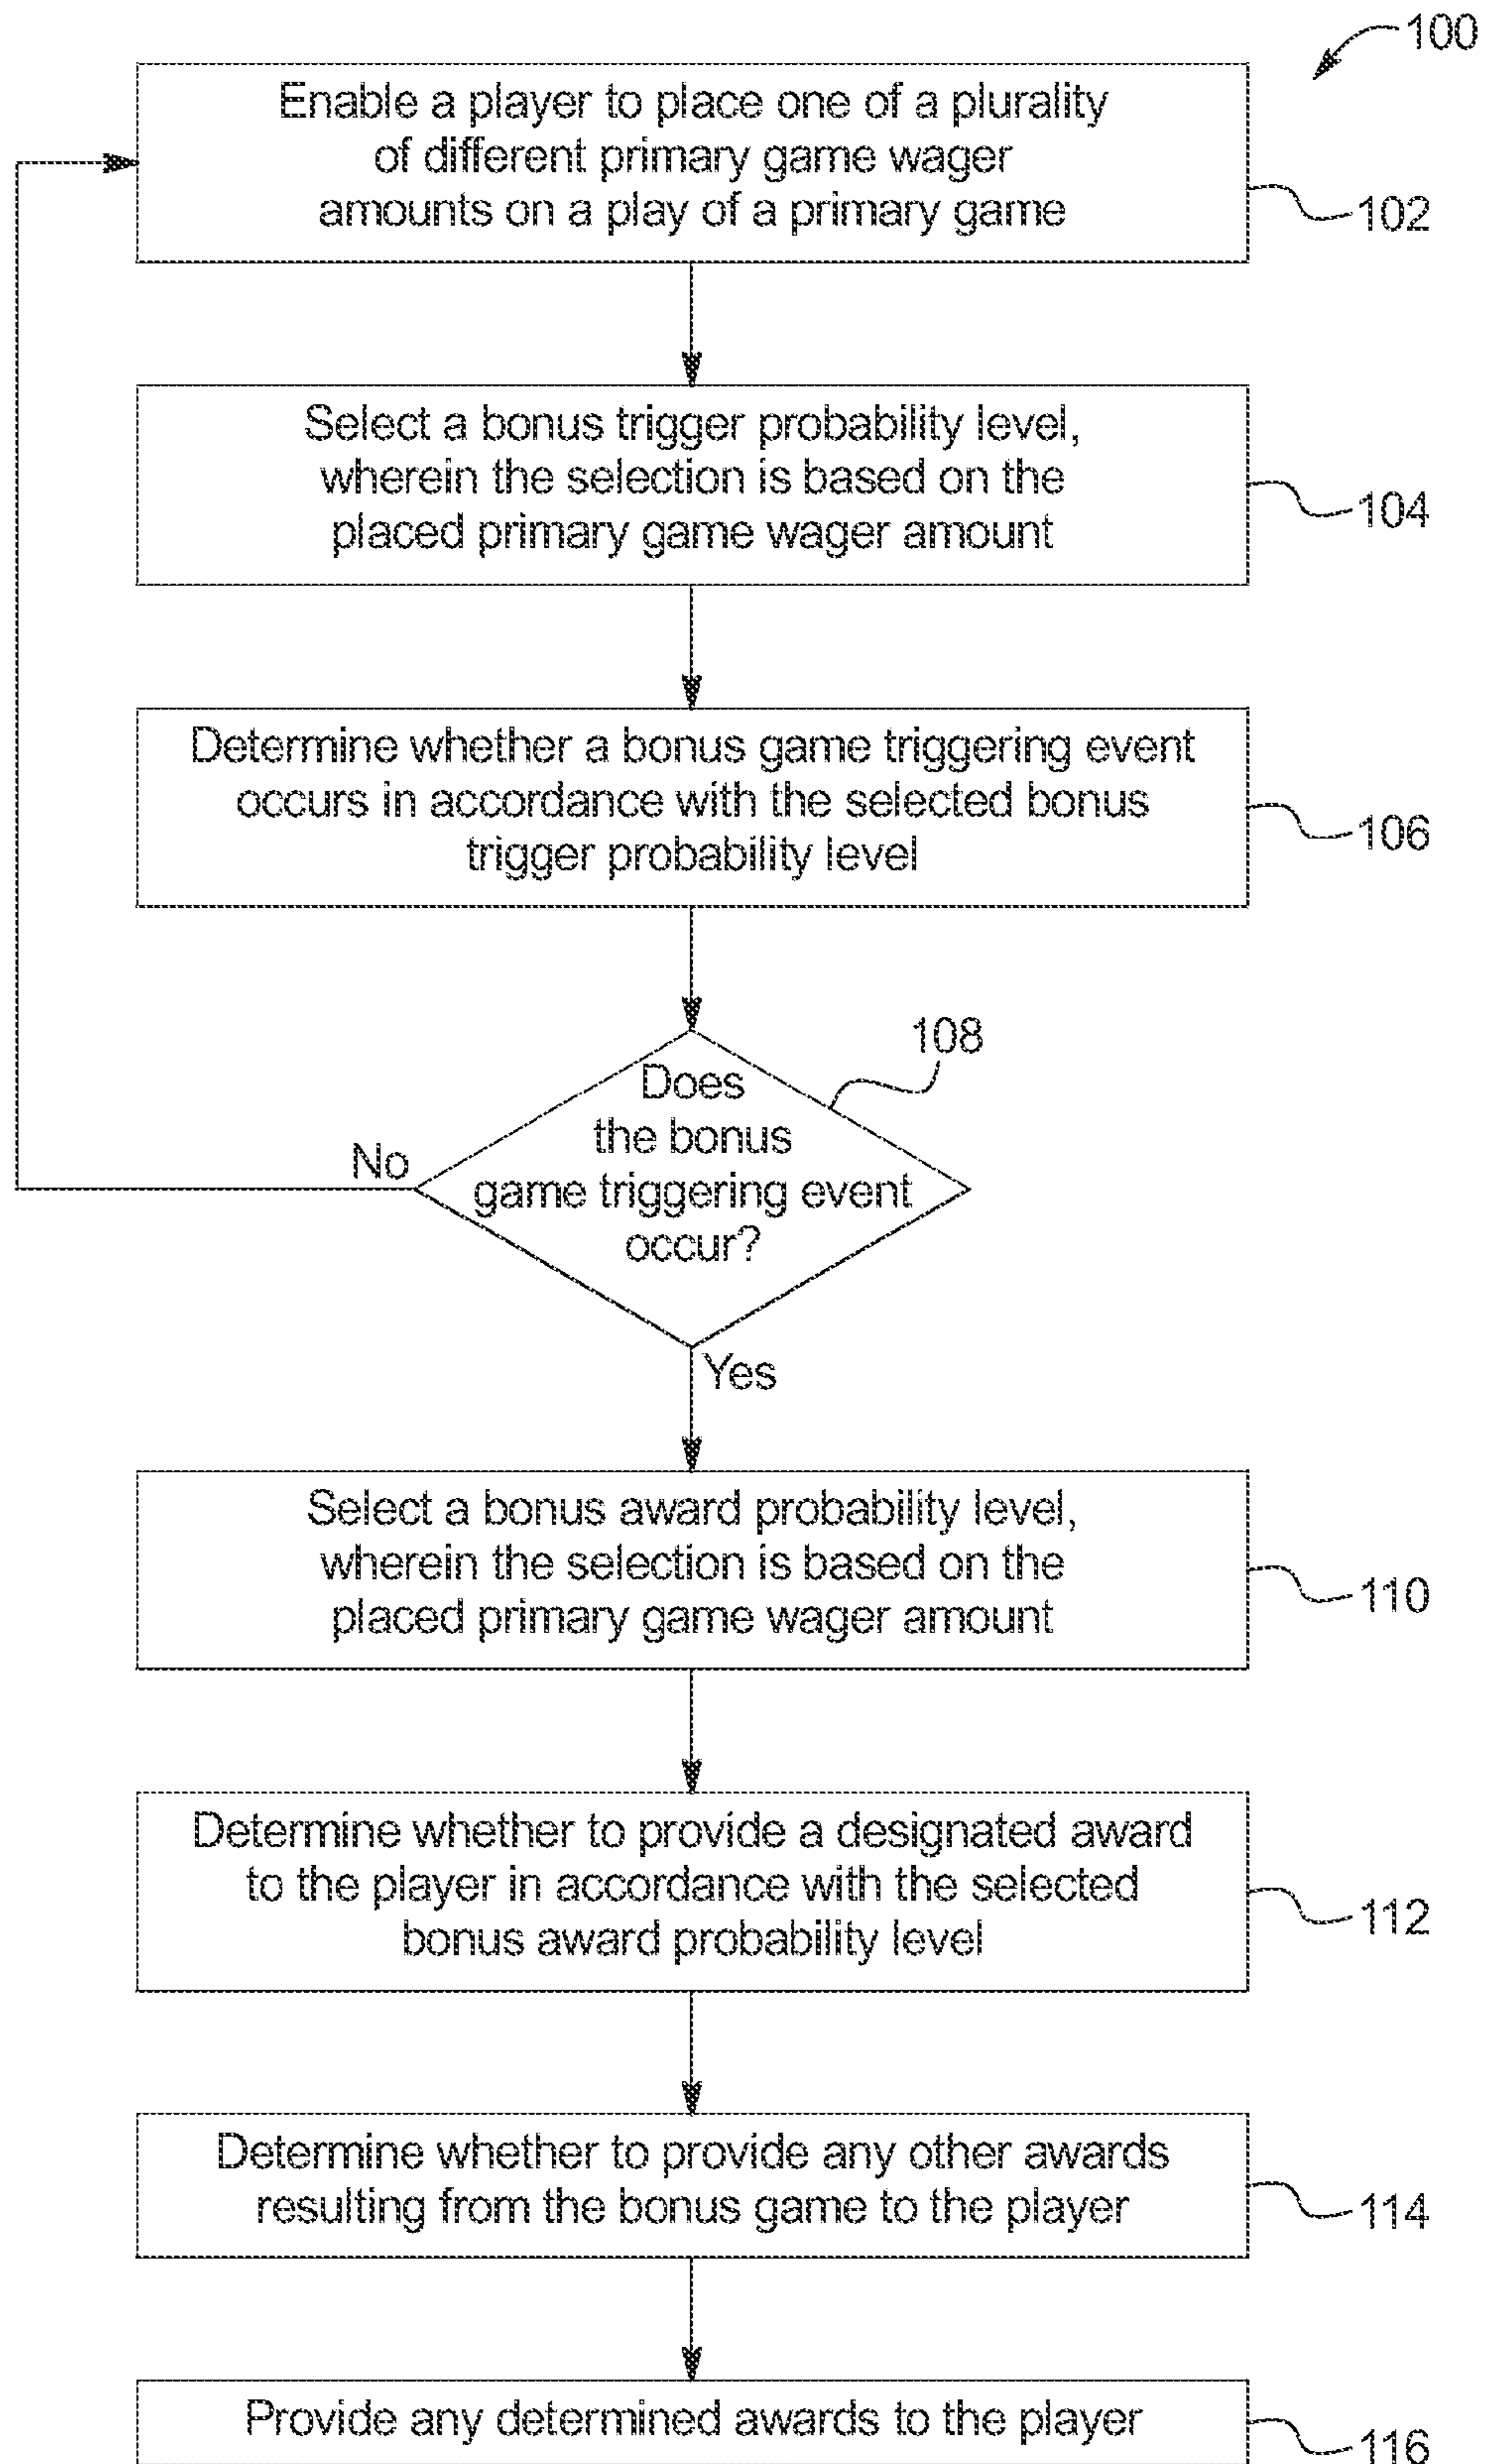 100
Enable a player to place one of a plurality
of different primary game wager
amounts on a play of a primary game
102
Select a bonus trigger probability level,
wherein the selection is based on the
placed primary game wager amount
104
Determine whether a bonus game triggering event
occurs in accordance with the selected bonus
trigger probability level
106
108
Does
the bonus
game triggering event
occur?
No
Yes
Select a bonus award probability level,
wherein the selection is based on the
placed primary game wager amount
110
Determine whether to provide a designated award
to the player in accordance with the selected
bonus award probability level
112
Determine whether to provide any other awards
resulting from the bonus game to the player
114
Provide any determined awards to the player
116